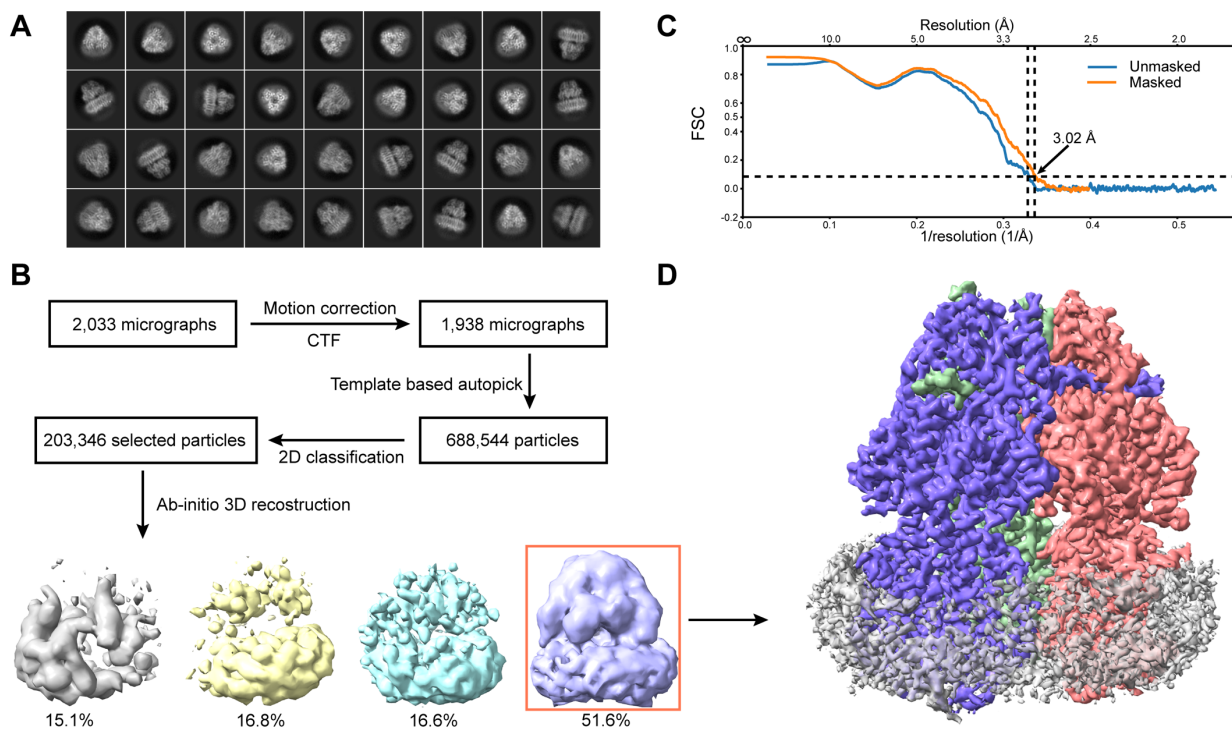 A
B
2,033 micrographs
Motion correction
CTF
1,938 micrographs
Template based autopick
203,346 selected particles
2D classification
688,544 particles
Ab-initio 3D recostruction
15.1%
16.8%
16.6%
51.6%
C
Resolution (Å)
∞ 10.0 5.0 3.3 2.5 2.0
1.0
0.8
0.6
0.5
0.4
0.2
0.0
-0.2
FSC
Unmasked
Masked
3.02 Å
0.0 0.1 0.2 0.3 0.4 0.5
1/resolution (1/Å)
D